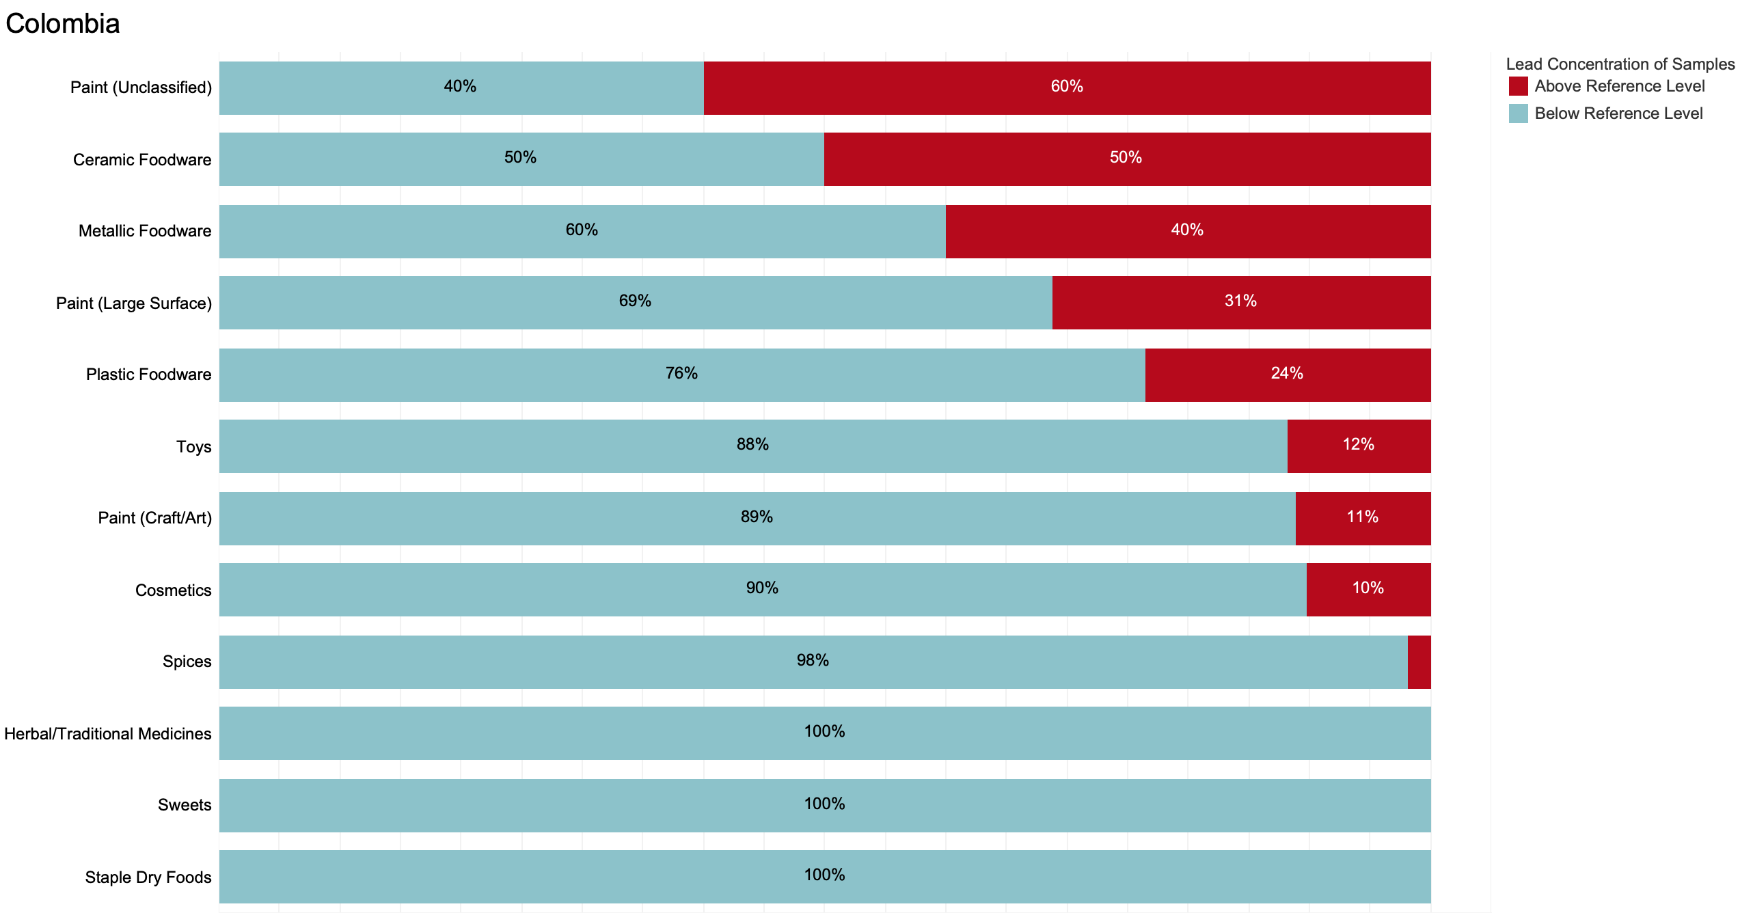 Colombia
Lead Concentration of Samples
Above Reference Level
Below Reference Level
Paint (Unclassified) 40% 60%
Ceramic Foodware 50% 50%
Metallic Foodware 60% 40%
Paint (Large Surface) 69% 31%
Plastic Foodware 76% 24%
Toys 88% 12%
Paint (Craft/Art) 89% 11%
Cosmetics 90% 10%
Spices 98%
Herbal/Traditional Medicines 100%
Sweets 100%
Staple Dry Foods 100%